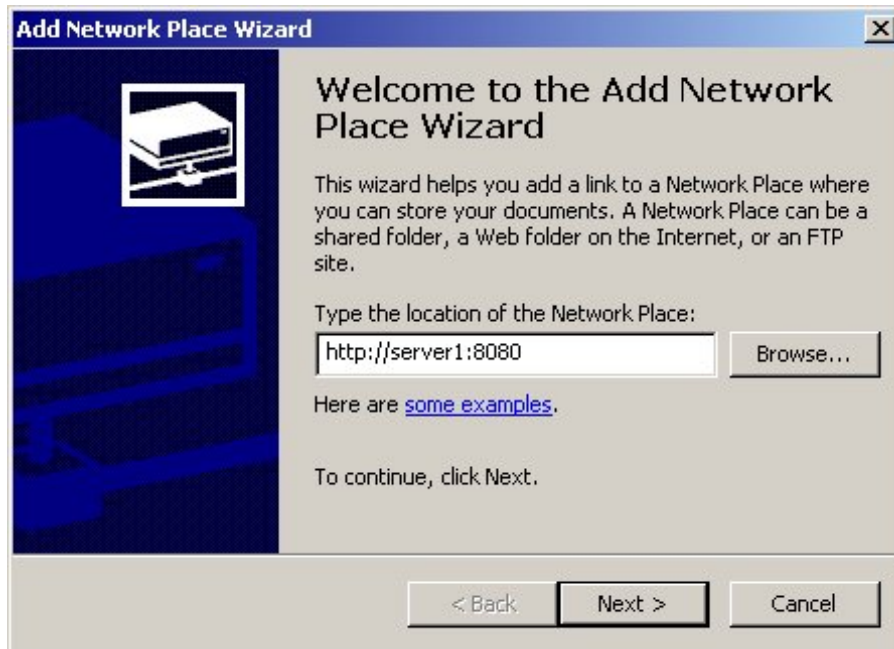 Add Network Place Wizard
Welcome to the Add Network
Place Wizard
This wizard helps you add a link to a Network Place where
you can store your documents. A Network Place can be a
shared folder, a Web folder on the Internet, or an FTP
site.
Type the location of the Network Place:
http://server1:8080
Browse...
Here are some examples.
To continue, click Next.
< Back
Next >
Cancel